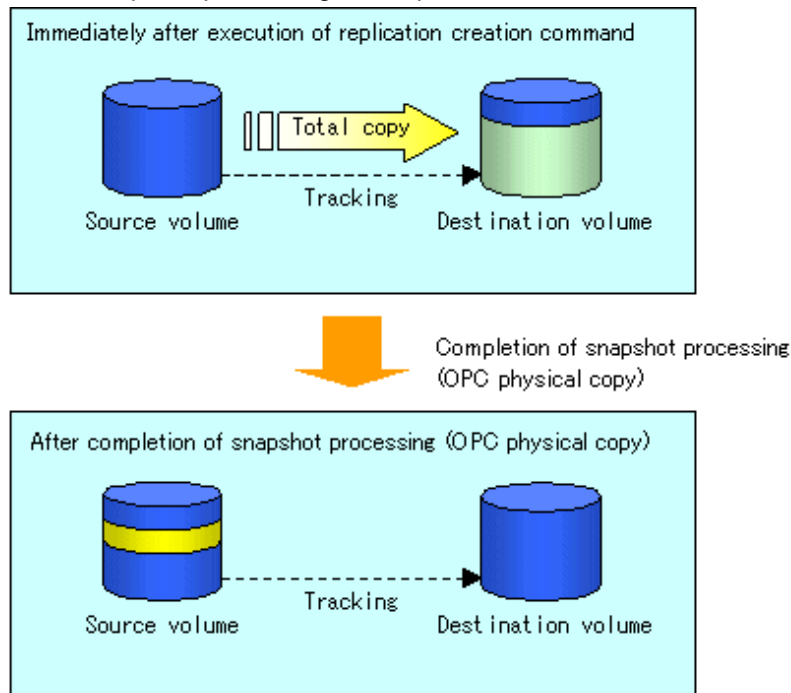 Immediately after execution of replication creation command
Total copy
Tracking
Source volume
Destination volume
Completion of snapshot processing
(OPC physical copy)
After completion of snapshot processing (OPC physical copy)
Tracking
Source volume
Destination volume